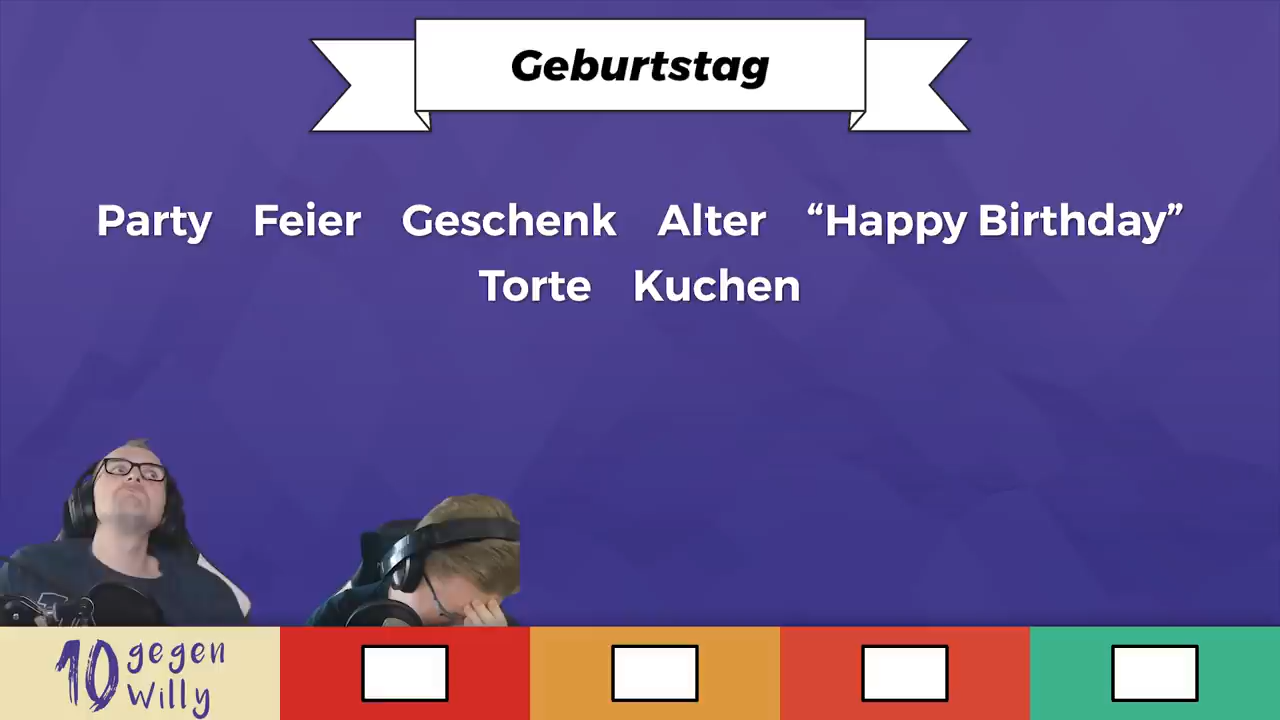 Geburtstag
Party Feier Geschenk Alter “Happy Birthday”
Torte Kuchen
10 gegen
Willy